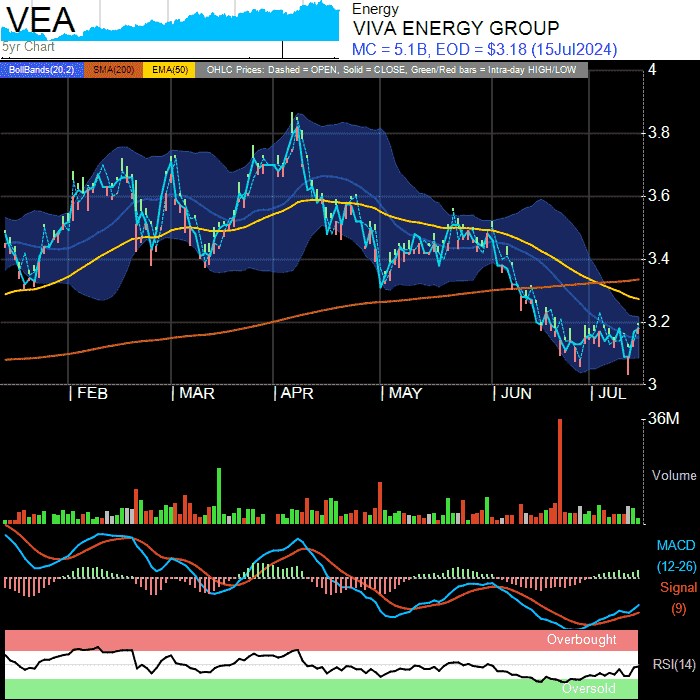 VEA
5yr Chart
Energy
VIVA ENERGY GROUP
MC = 5.1B, EOD = $3.18 (15Jul2024)
BollBands(20,2) SMA(200) EMA(50) OHLC Prices: Dashed = OPEN, Solid = CLOSE, Green/Red bars = Intra-day HIGH/LOW
4
3.8
3.6
3.4
3.2
3
FEB MAR APR MAY JUN JUL
36M
Volume
MACD
(12-26)
Signal
(9)
Overbought
RSI(14)
Oversold